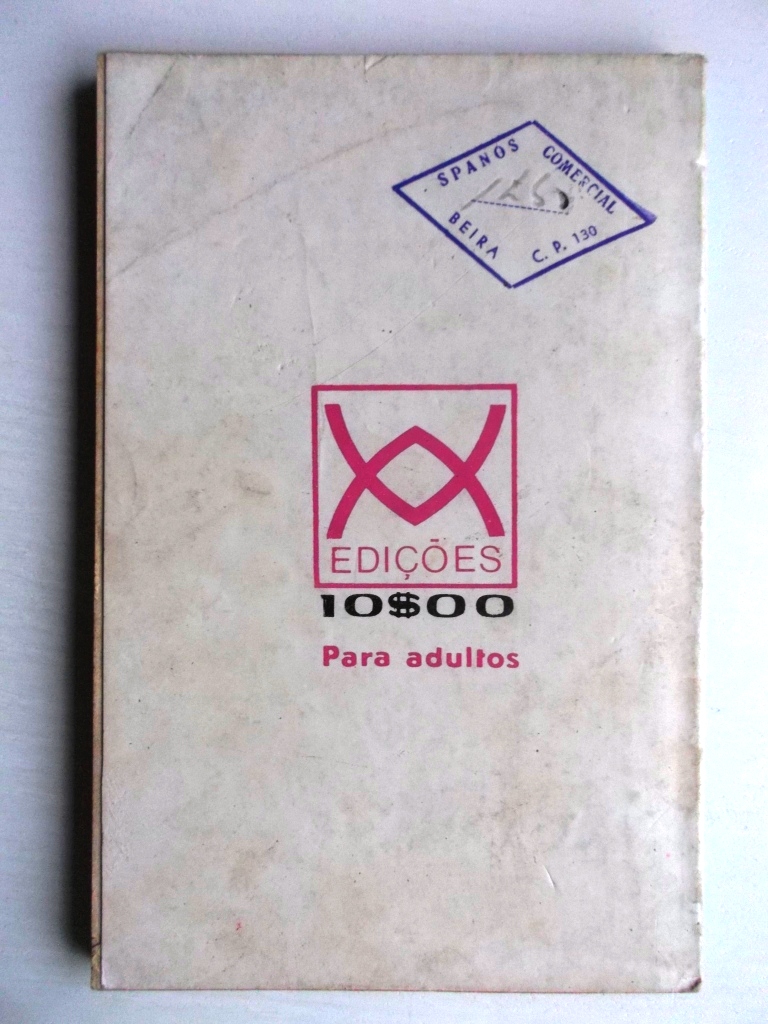 SPANOS COMERCIAL
BEIRA C. P. 130
EDIÇÕES
10$00
Para adultos